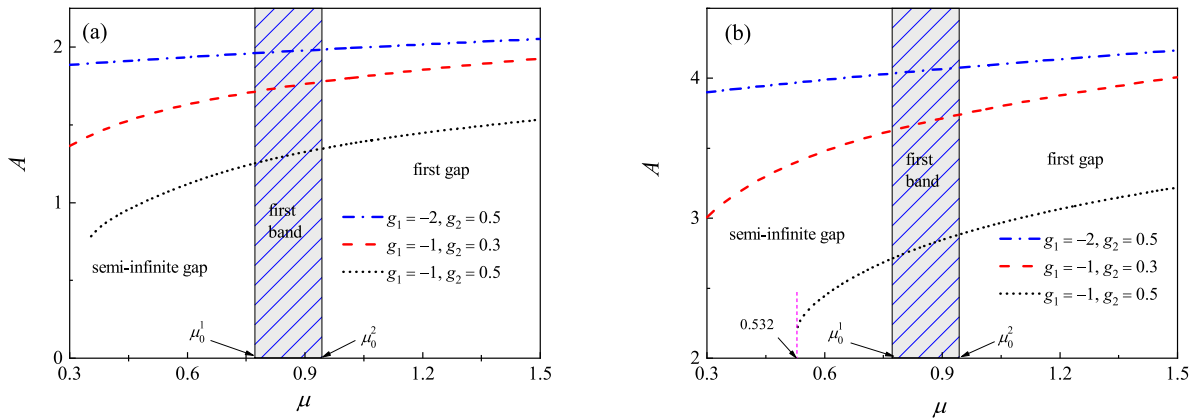 (a)
2
1
0
A
0.3
0.6
0.9
1.2
1.5
μ
first gap
first
band
semi-infinite gap
g₁ = −2, g₂ = 0.5
g₁ = −1, g₂ = 0.3
g₁ = −1, g₂ = 0.5
μ₀¹
μ₀²
(b)
4
3
2
A
0.3
0.6
0.9
1.2
1.5
μ
first
band
first gap
semi-infinite gap
g₁ = −2, g₂ = 0.5
g₁ = −1, g₂ = 0.3
g₁ = −1, g₂ = 0.5
0.532
μ₀¹
μ₀²